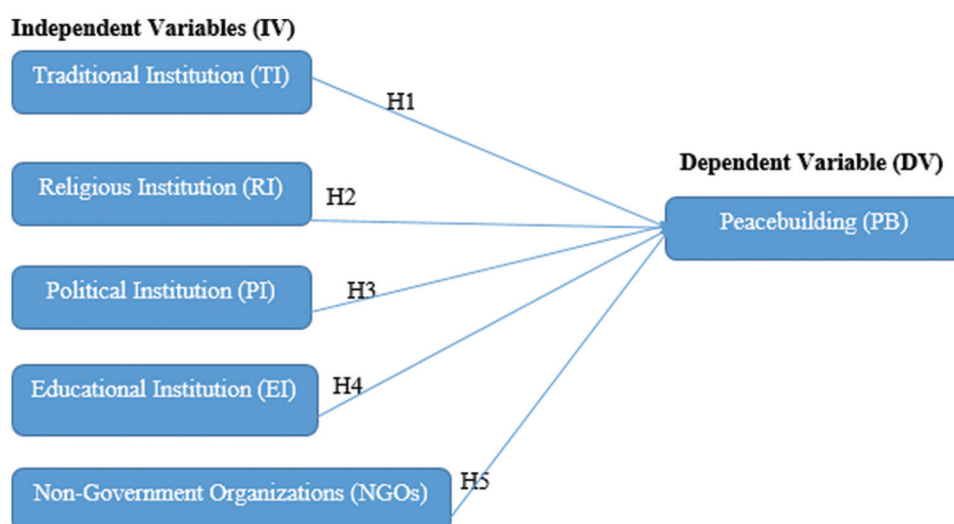 Independent Variables (IV)
Traditional Institution (TI)
H1
Dependent Variable (DV)
Religious Institution (RI)
H2
Peacebuilding (PB)
Political Institution (PI)
H3
Educational Institution (EI)
H4
Non-Government Organizations (NGOs)
H5